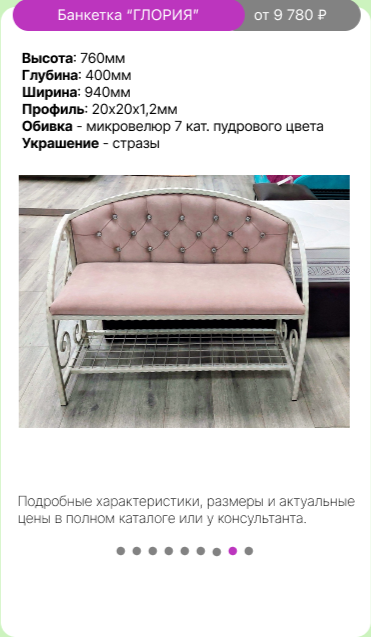 Банкетка “ГЛОРИЯ” от 9 780 ₽
Высота: 760мм
Глубина: 400мм
Ширина: 940мм
Профиль: 20х20х1,2мм
Обивка - микровелюр 7 кат. пудрового цвета
Украшение - стразы
Подробные характеристики, размеры и актуальные
цены в полном каталоге или у консультанта.